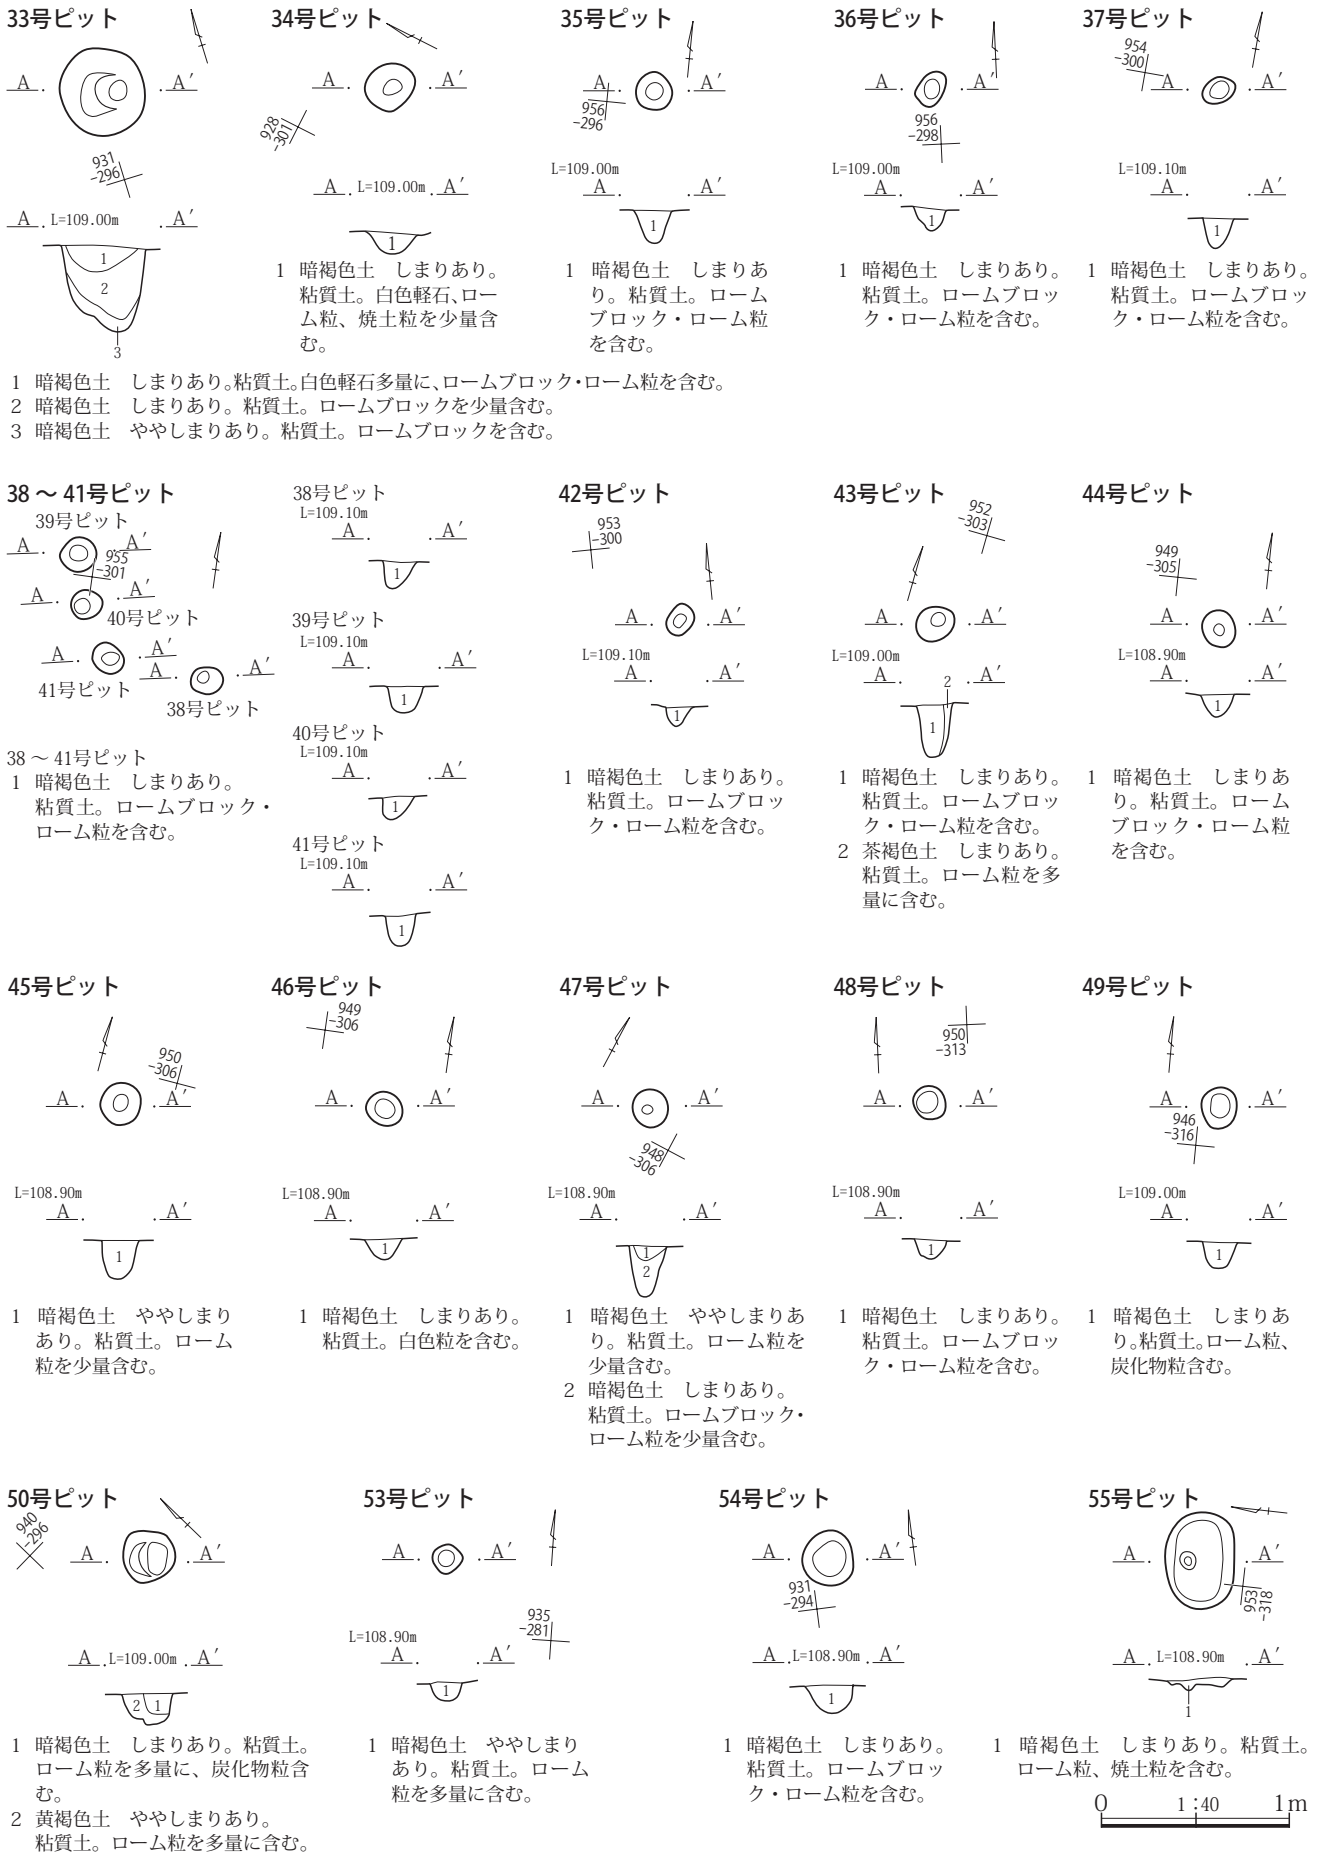 33号ピット
A . . A′
931
-296
A . L=109.00m . A′
1
2
3
34号ピット
A . . A′
928
-301
A . L=109.00m . A′
1
1 暗褐色土 しまりあり。
粘質土。白色軽石、ロー
ム粒、焼土粒を少量含
む。
35号ピット
A . . A′
956
-296
L=109.00m
A . . A′
1
1 暗褐色土 しまりあ
り。粘質土。ローム
ブロック・ローム粒
を含む。
36号ピット
A . . A′
956
-298
L=109.00m
A . . A′
1
1 暗褐色土 しまりあり。
粘質土。ロームブロッ
ク・ローム粒を含む。
37号ピット
954
-300
A . . A′
L=109.10m
A . . A′
1
1 暗褐色土 しまりあり。
粘質土。ロームブロッ
ク・ローム粒を含む。
1 暗褐色土 しまりあり。粘質土。白色軽石多量に、ロームブロック・ローム粒を含む。
2 暗褐色土 しまりあり。粘質土。ロームブロックを少量含む。
3 暗褐色土 ややしまりあり。粘質土。ロームブロックを含む。
38～41号ピット
39号ピット
A . . A′
955
-301
A . . A′
40号ピット
A . . A′
41号ピット
A . . A′
38号ピット
38～41号ピット
1 暗褐色土 しまりあり。
粘質土。ロームブロック・
ローム粒を含む。
38号ピット
L=109.10m
A . . A′
1
39号ピット
L=109.10m
A . . A′
1
40号ピット
L=109.10m
A . . A′
1
41号ピット
L=109.10m
A . . A′
1
42号ピット
953
-300
A . . A′
L=109.10m
A . . A′
1
1 暗褐色土 しまりあり。
粘質土。ロームブロッ
ク・ローム粒を含む。
43号ピット
952
-303
A . . A′
L=109.00m
A . . A′
2
1
1 暗褐色土 しまりあり。
粘質土。ロームブロッ
ク・ローム粒を含む。
2 茶褐色土 しまりあり。
粘質土。ローム粒を多
量に含む。
44号ピット
949
-305
A . . A′
L=108.90m
A . . A′
1
1 暗褐色土 しまりあ
り。粘質土。ローム
ブロック・ローム粒
を含む。
45号ピット
950
-306
A . . A′
L=108.90m
A . . A′
1
1 暗褐色土 ややしまり
あり。粘質土。ローム
粒を少量含む。
46号ピット
949
-306
A . . A′
L=108.90m
A . . A′
1
1 暗褐色土 しまりあり。
粘質土。白色粒を含む。
47号ピット
A . . A′
948
-306
L=108.90m
A . . A′
1
2
1 暗褐色土 ややしまりあ
り。粘質土。ローム粒を
少量含む。
2 暗褐色土 しまりあり。
粘質土。ロームブロック・
ローム粒を少量含む。
48号ピット
950
-313
A . . A′
L=108.90m
A . . A′
1
1 暗褐色土 しまりあり。
粘質土。ロームブロッ
ク・ローム粒を含む。
49号ピット
A . . A′
946
-316
L=109.00m
A . . A′
1
1 暗褐色土 しまりあ
り。粘質土。ローム粒、
炭化物粒含む。
50号ピット
940
-296
A . . A′
A . L=109.00m . A′
2 1
1 暗褐色土 しまりあり。粘質土。
ローム粒を多量に、炭化物粒含
む。
2 黄褐色土 ややしまりあり。
粘質土。ローム粒を多量に含む。
53号ピット
A . . A′
935
-281
L=108.90m
A . . A′
1
1 暗褐色土 ややしまり
あり。粘質土。ローム
粒を多量に含む。
54号ピット
A . . A′
931
-294
A . L=108.90m . A′
1
1 暗褐色土 しまりあり。
粘質土。ロームブロッ
ク・ローム粒を含む。
55号ピット
A . . A′
953
-318
A . L=108.90m . A′
1
1 暗褐色土 しまりあり。粘質土。
ローム粒、焼土粒を含む。
0 1:40 1m